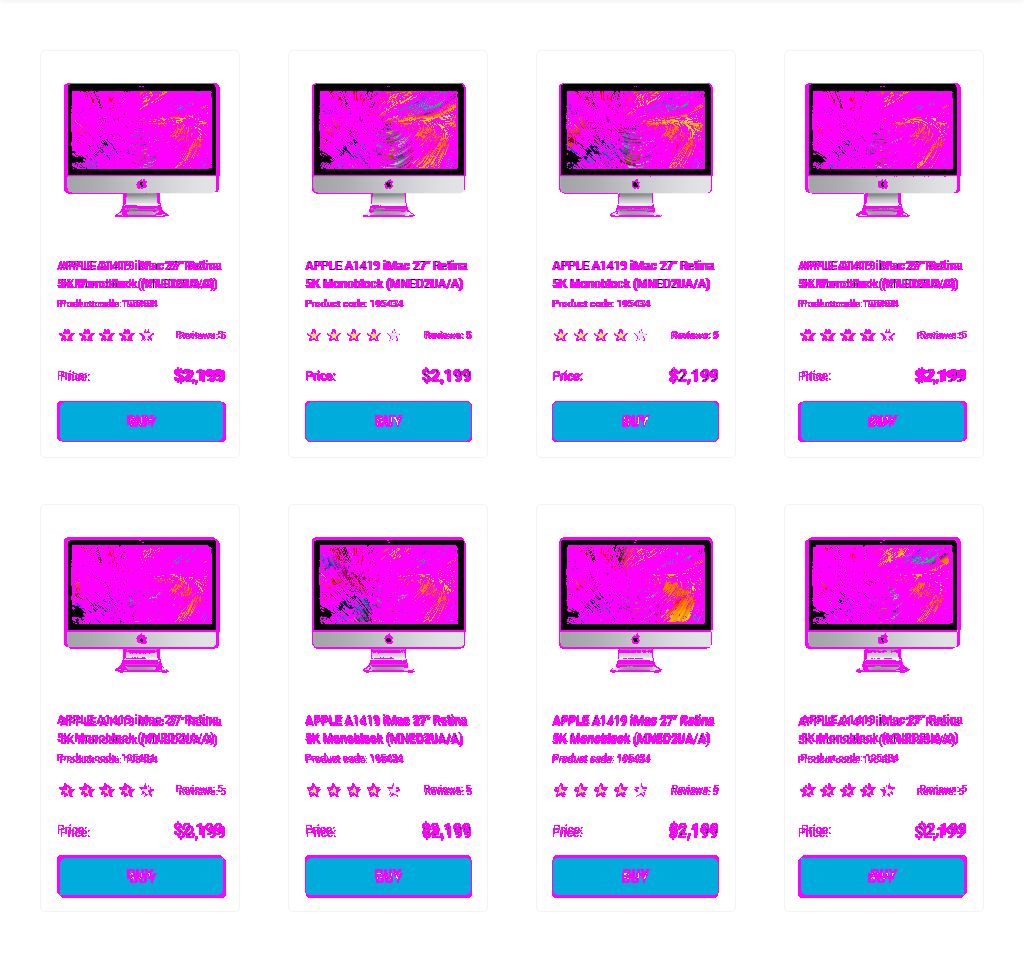 APPLE A1419 iMac 27" Retina
5K Monoblock (MNED2UA/A)
Product code: 195434
Reviews: 5
Price: $2,199
BUY
APPLE A1419 iMac 27" Retina
5K Monoblock (MNED2UA/A)
Product code: 195434
Reviews: 5
Price: $2,199
BUY
APPLE A1419 iMac 27" Retina
5K Monoblock (MNED2UA/A)
Product code: 195434
Reviews: 5
Price: $2,199
BUY
APPLE A1419 iMac 27" Retina
5K Monoblock (MNED2UA/A)
Product code: 195434
Reviews: 5
Price: $2,199
BUY
APPLE A1419 iMac 27" Retina
5K Monoblock (MNED2UA/A)
Product code: 195434
Reviews: 5
Price: $2,199
BUY
APPLE A1419 iMac 27" Retina
5K Monoblock (MNED2UA/A)
Product code: 195434
Reviews: 5
Price: $2,199
BUY
APPLE A1419 iMac 27" Retina
5K Monoblock (MNED2UA/A)
Product code: 195434
Reviews: 5
Price: $2,199
BUY
APPLE A1419 iMac 27" Retina
5K Monoblock (MNED2UA/A)
Product code: 195434
Reviews: 5
Price: $2,199
BUY